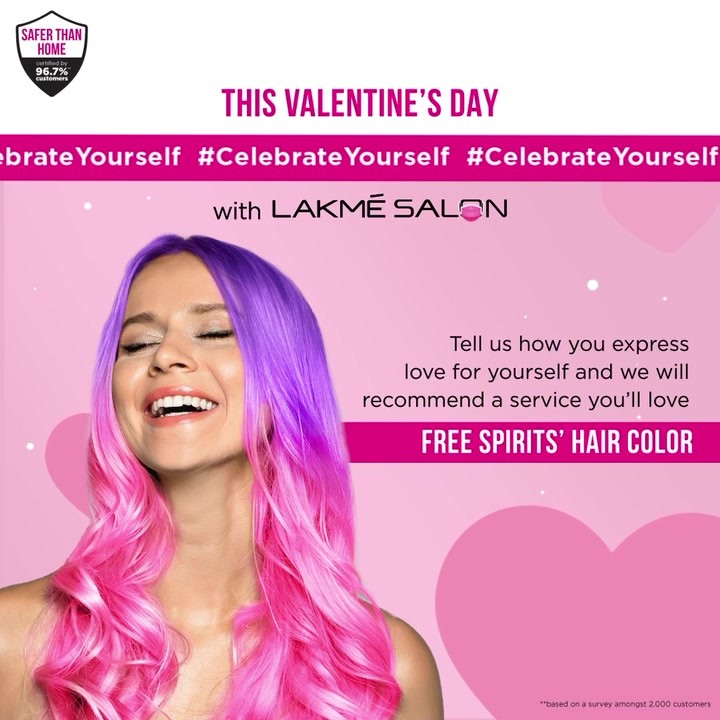 SAFER THAN
HOME
certified by
96.7%**
customers
THIS VALENTINE'S DAY
ebrateYourself #CelebrateYourself #CelebrateYourself
with LAKMÉ SALON
Tell us how you express
love for yourself and we will
recommend a service you'll love
FREE SPIRITS' HAIR COLOR
**based on a survey amongst 2,000 customers